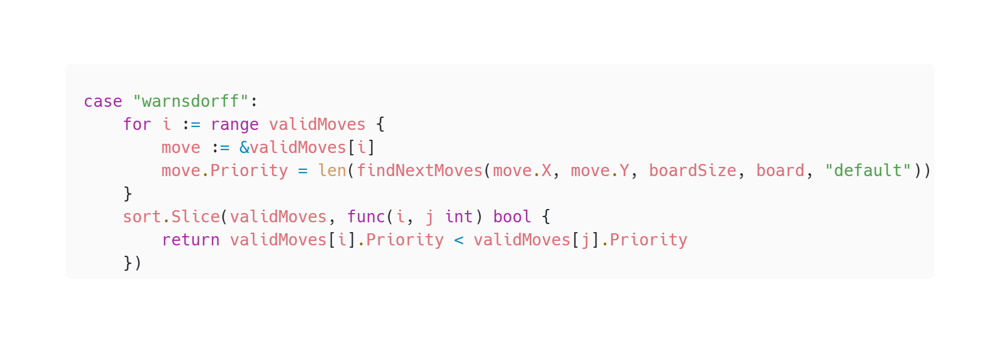 case "warnsdorff":
    for i := range validMoves {
        move := &validMoves[i]
        move.Priority = len(findNextMoves(move.X, move.Y, boardSize, board, "default"))
    }
    sort.Slice(validMoves, func(i, j int) bool {
        return validMoves[i].Priority < validMoves[j].Priority
    })